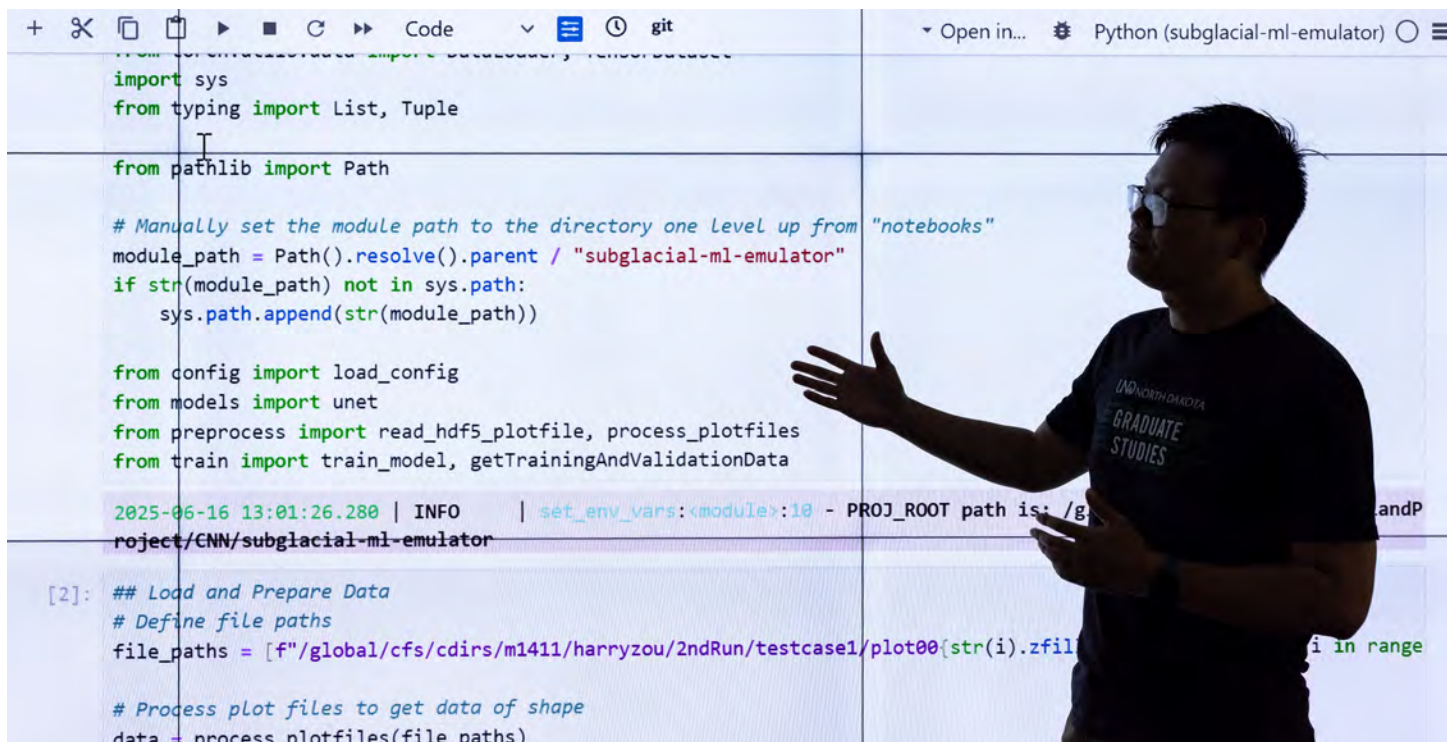 Code git Open in... Python (subglacial-ml-emulator)
import sys
from typing import List, Tuple
from pathlib import Path
# Manually set the module path to the directory one level up from "notebooks"
module_path = Path().resolve().parent / "subglacial-ml-emulator"
if str(module_path) not in sys.path:
    sys.path.append(str(module_path))
from config import load_config
from models import unet
from preprocess import read_hdf5_plotfile, process_plotfiles
from train import train_model, getTrainingAndValidationData
2025-06-16 13:01:26.280 | INFO     | set_env_vars:<module>:10 - PROJ_ROOT path is: /g andP
roject/CNN/subglacial-ml-emulator
[2]: ## Load and Prepare Data
# Define file paths
file_paths = [f"/global/cfs/cdirs/m1411/harryzou/2ndRun/testcase1/plot00{str(i).zfil i in range
# Process plot files to get data of shape
data = process_plotfiles(file_paths)
UND NORTH DAKOTA
GRADUATE
STUDIES